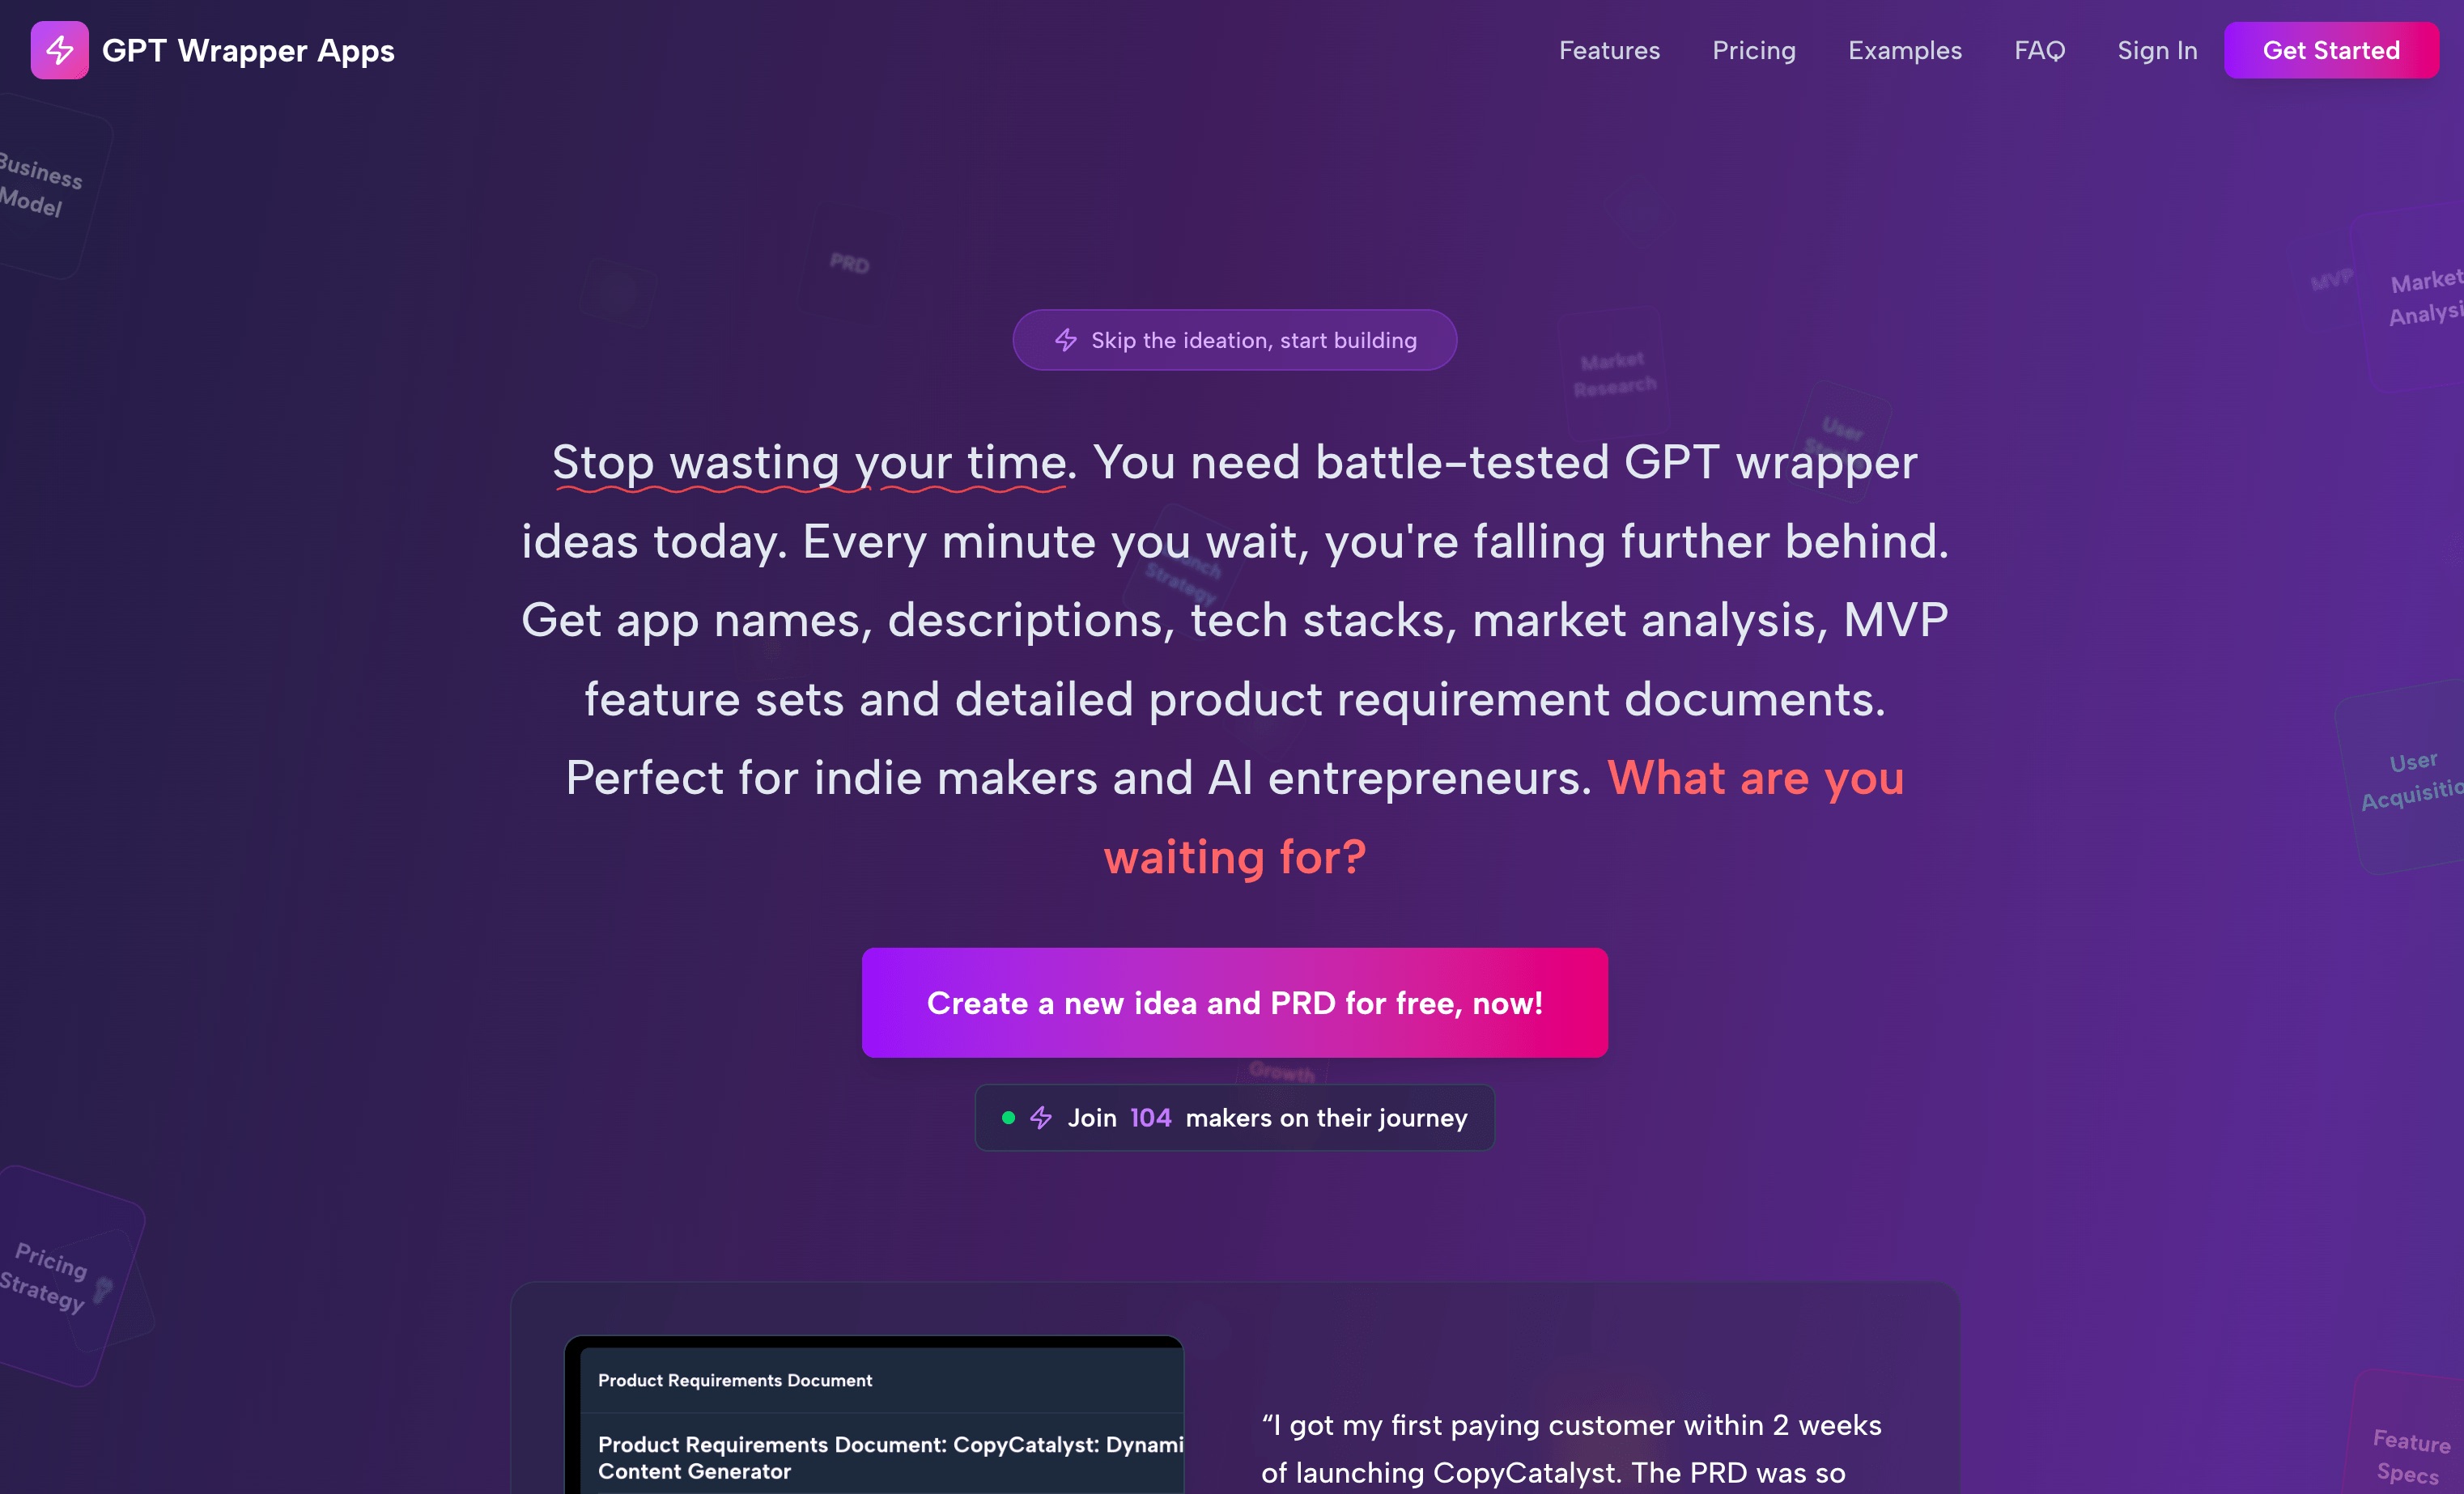 GPT Wrapper Apps
Features
Pricing
Examples
FAQ
Sign In
Get Started
Business
Model
PRD
MVP
Market
Analysi
Skip the ideation, start building
Market
Research
User
Stop wasting your time. You need battle-tested GPT wrapper
ideas today. Every minute you wait, you're falling further behind.
Strategy
Get app names, descriptions, tech stacks, market analysis, MVP
feature sets and detailed product requirement documents.
Perfect for indie makers and AI entrepreneurs. What are you
waiting for?
User
Acquisitio
Create a new idea and PRD for free, now!
Growth
Join 104 makers on their journey
Pricing
Strategy
Product Requirements Document
Product Requirements Document: CopyCatalyst: Dynami
Content Generator
“I got my first paying customer within 2 weeks
of launching CopyCatalyst. The PRD was so
Feature
Specs